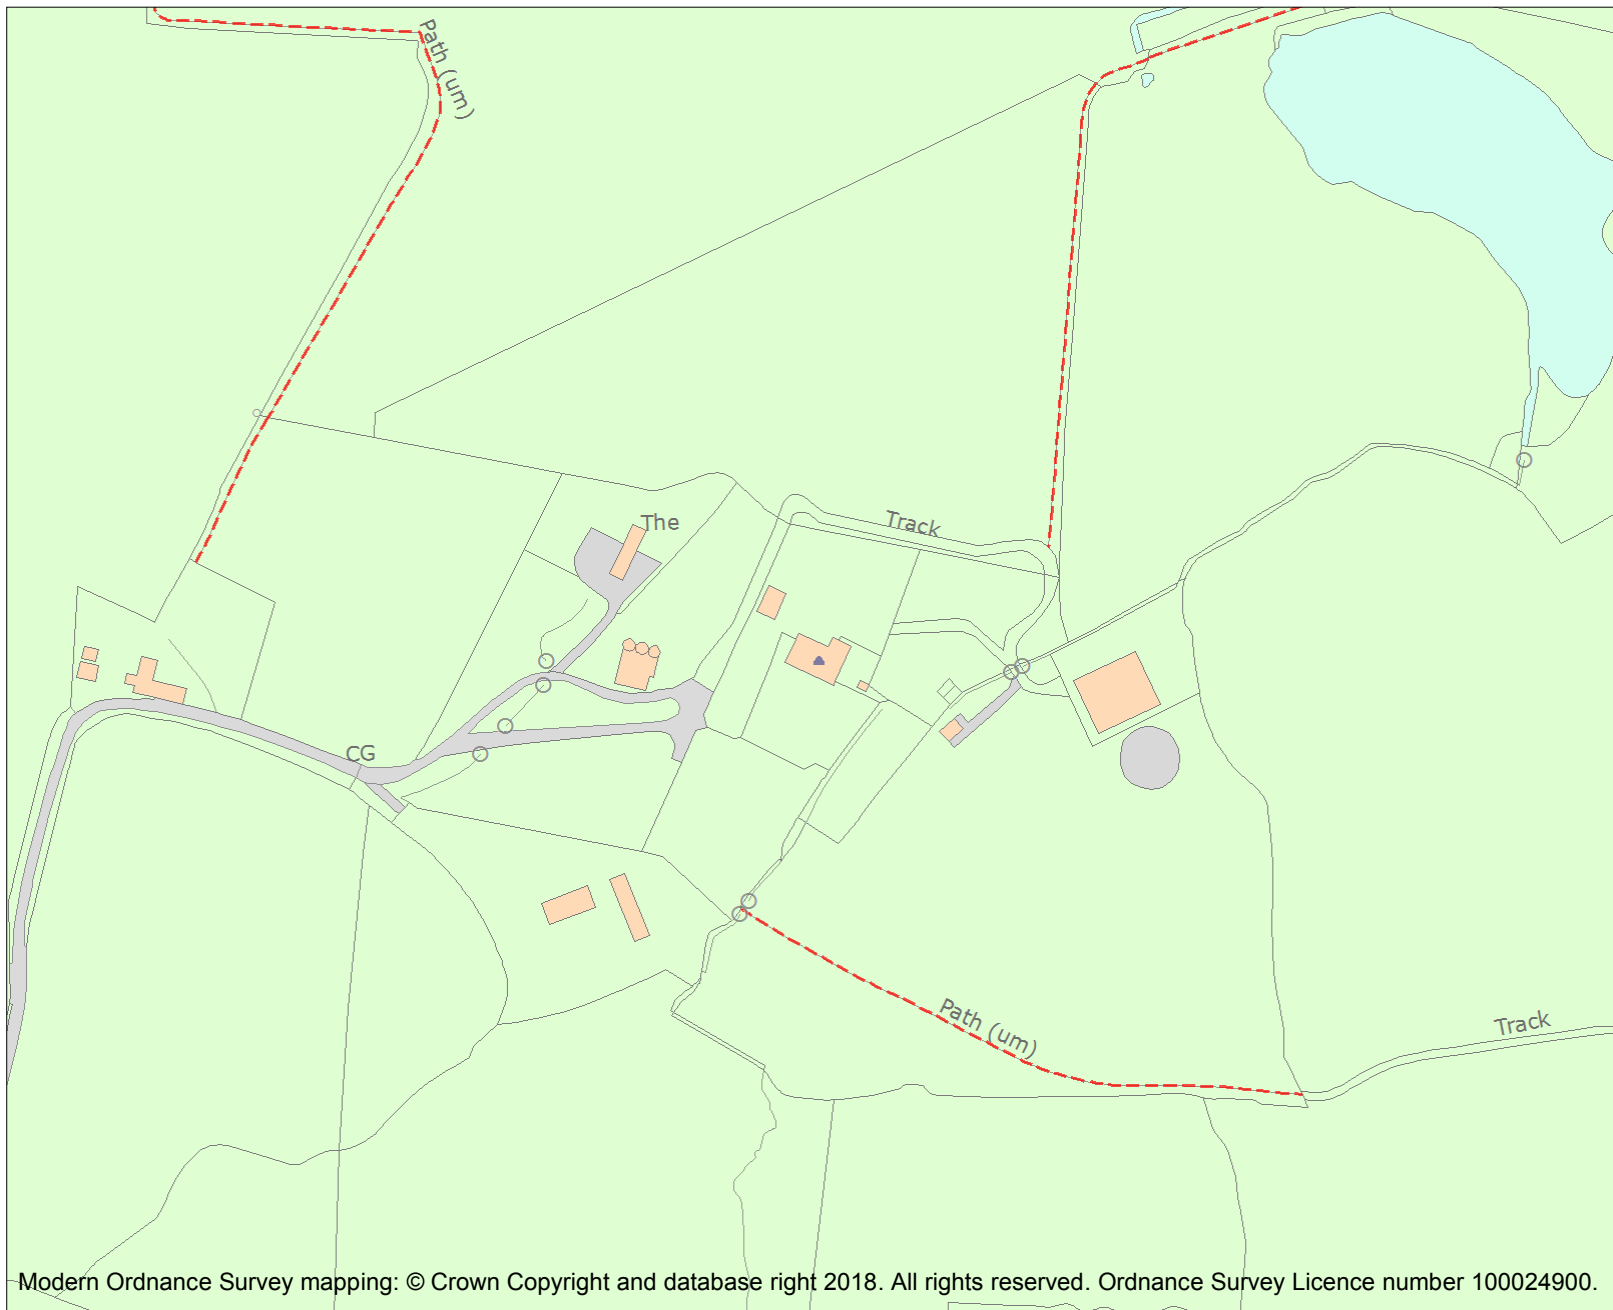 Path (um)
The
Track
CG
Path (um)
Track
Modern Ordnance Survey mapping: © Crown Copyright and database right 2018. All rights reserved. Ordnance Survey Licence number 100024900.